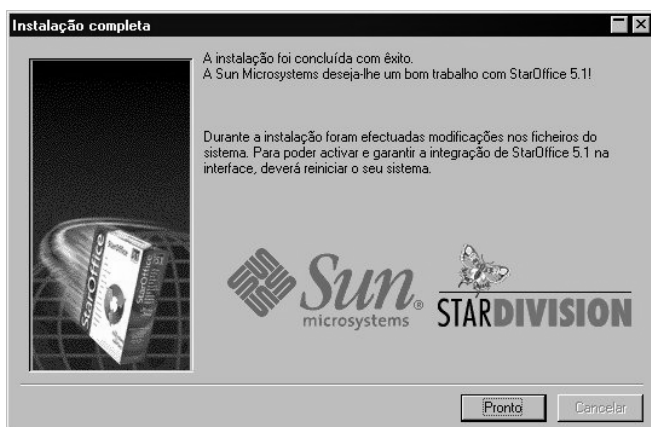 Instalação completa
A instalação foi concluída com êxito.
A Sun Microsystems deseja-lhe um bom trabalho com StarOffice 5.1!
Durante a instalação foram efectuadas modificações nos ficheiros do
sistema. Para poder activar e garantir a integração de StarOffice 5.1 na
interface, deverá reiniciar o seu sistema.
StarOffice
StarOffice
Sun
microsystems
STARDIVISION
Pronto
Cancelar